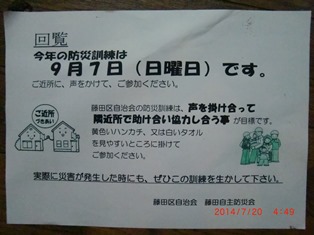 回覧
今年の防災訓練は
9月7日（日曜日）です。
ご近所に、声をかけて、ご参加ください。
ご近所
づきあい
藤田区自治会の防災訓練は、声を掛け合って
隣近所で助け合い協力し合う事が目標です。
黄色いハンカチ、又は白いタオル
を見やすいところに掛けて
ご参加ください。
実際に災害が発生した時にも、ぜひこの訓練を生かして下さい。
藤田区自治会　藤田自主防災会
2014/7/20 4:49